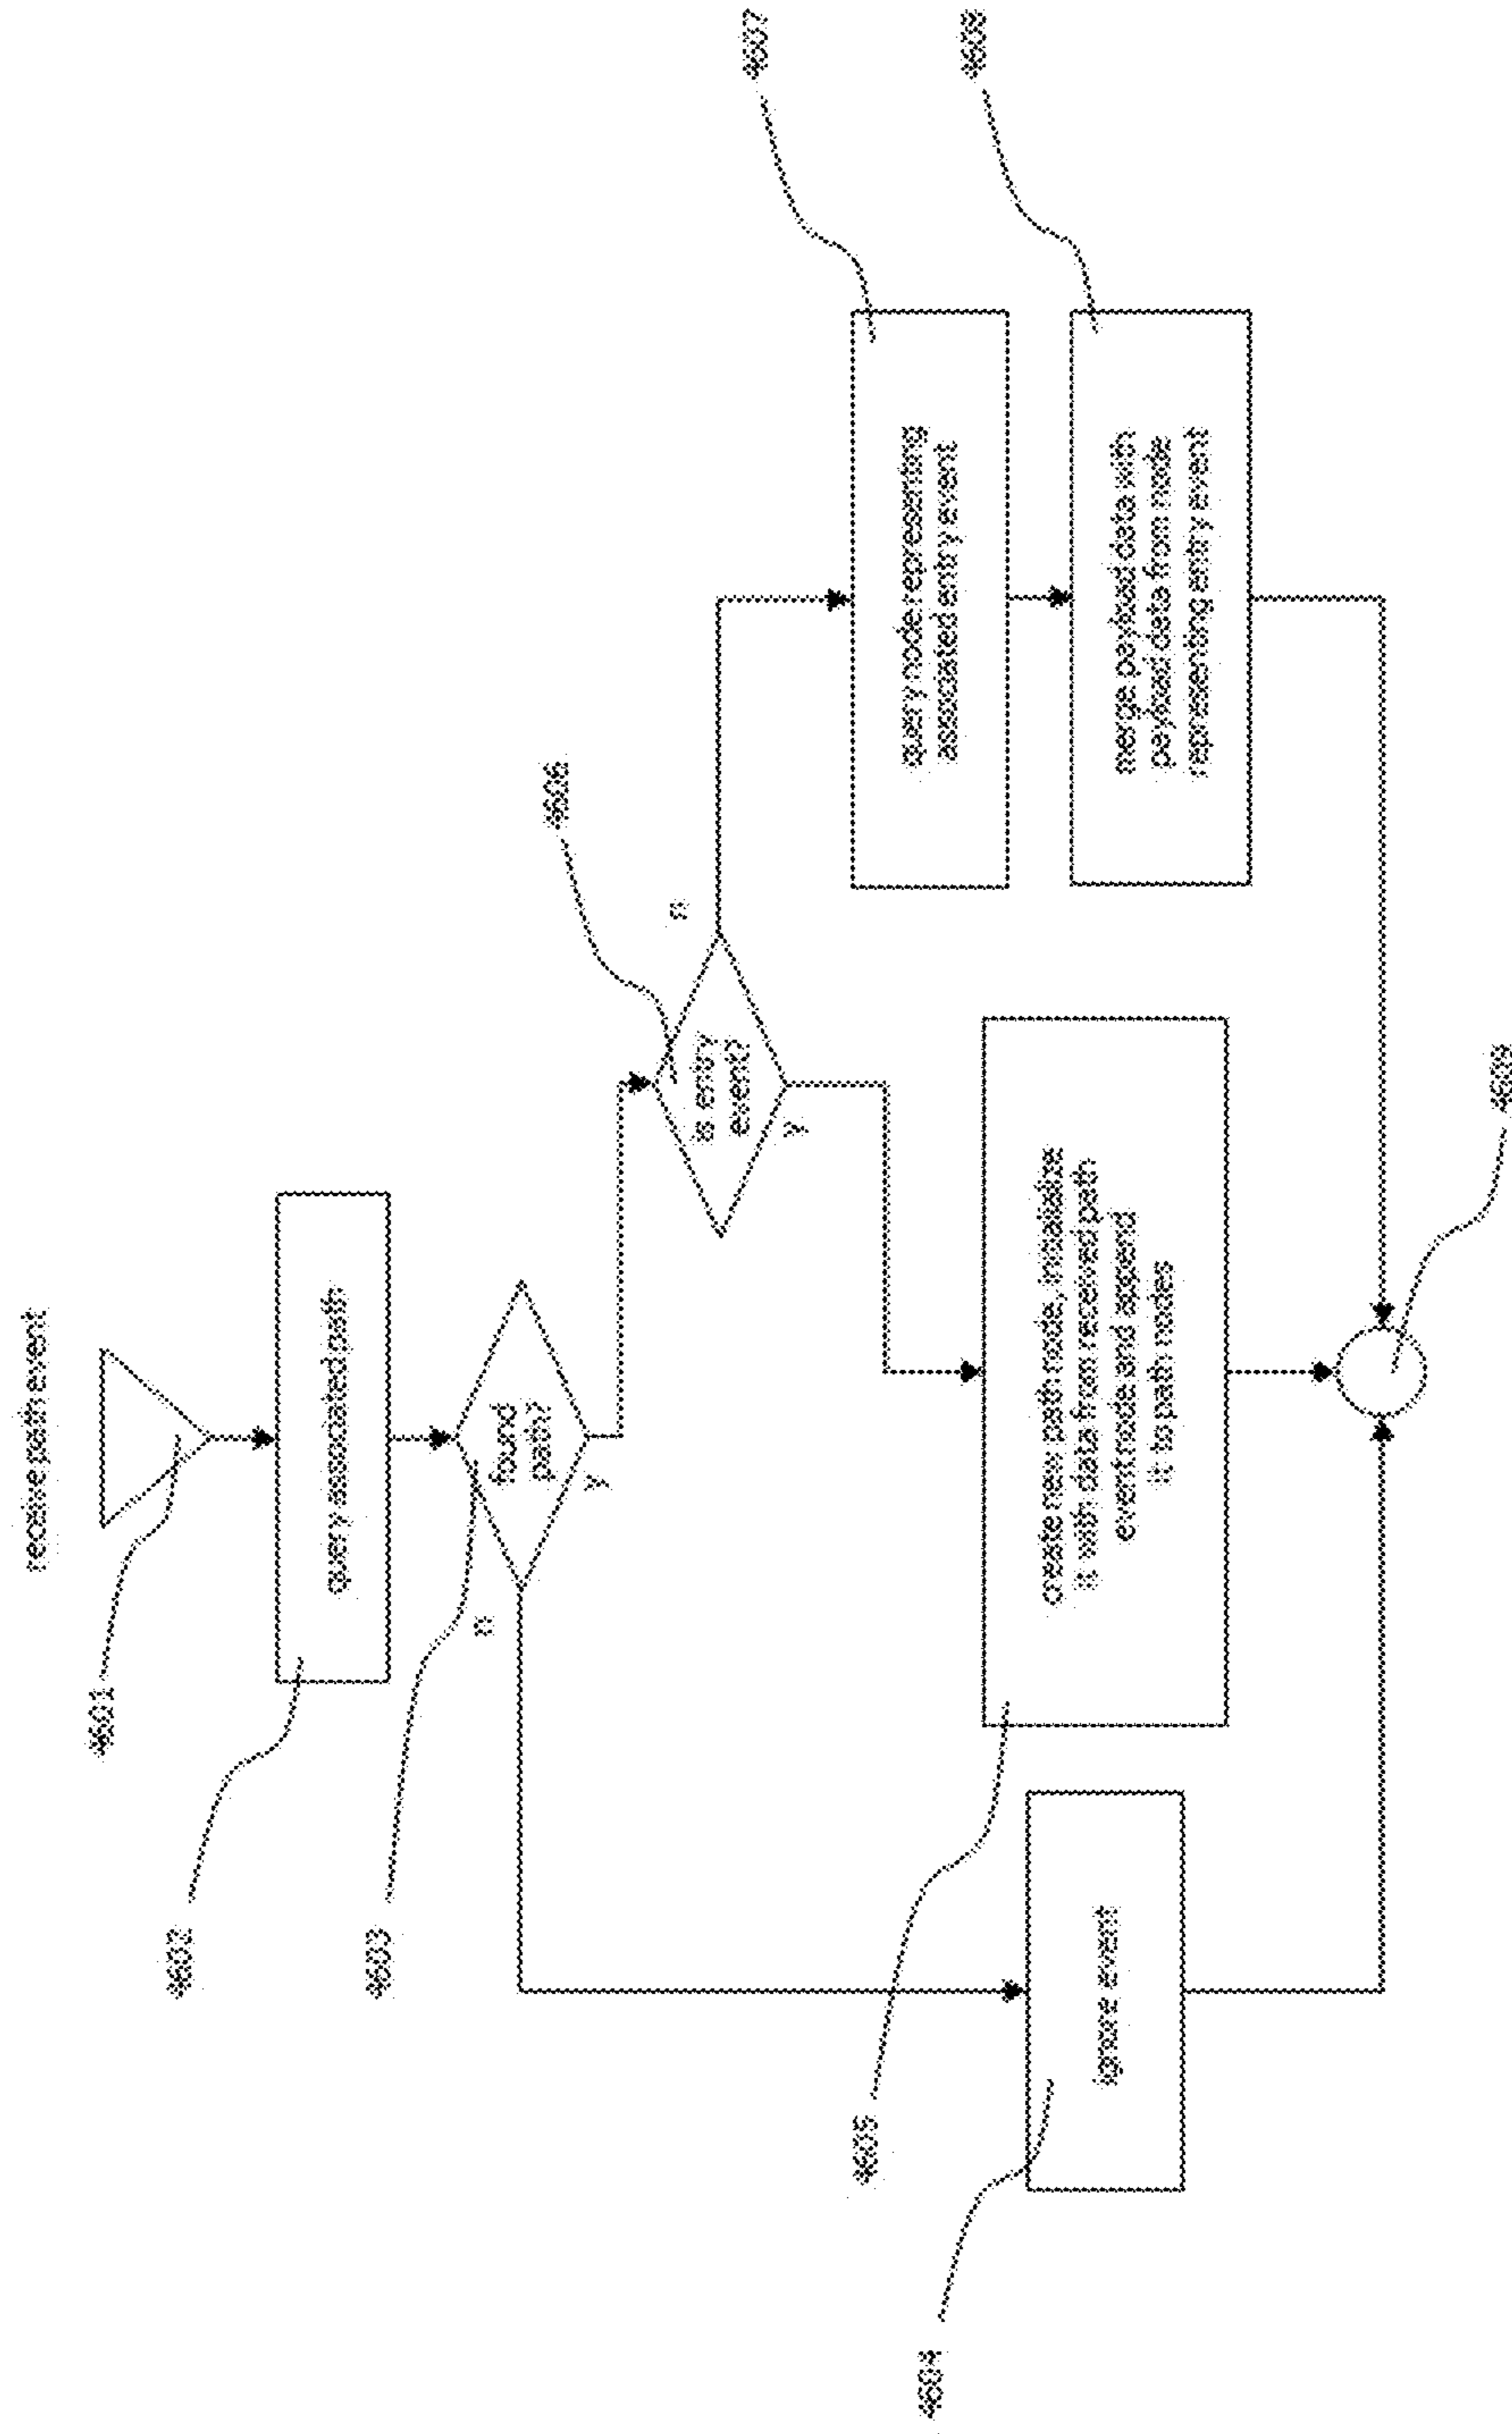 receive path event
4601
query associated path
4602
found
path?
4603
n
y
is entry
event?
4606
n
y
query node representing
associated entry event
4607
merge payload data with
payload data from node
representing entry event
4608
create new path node, initialize
it with data from received path
event node and append
it to path nodes
4605
ignore event
4604
4609